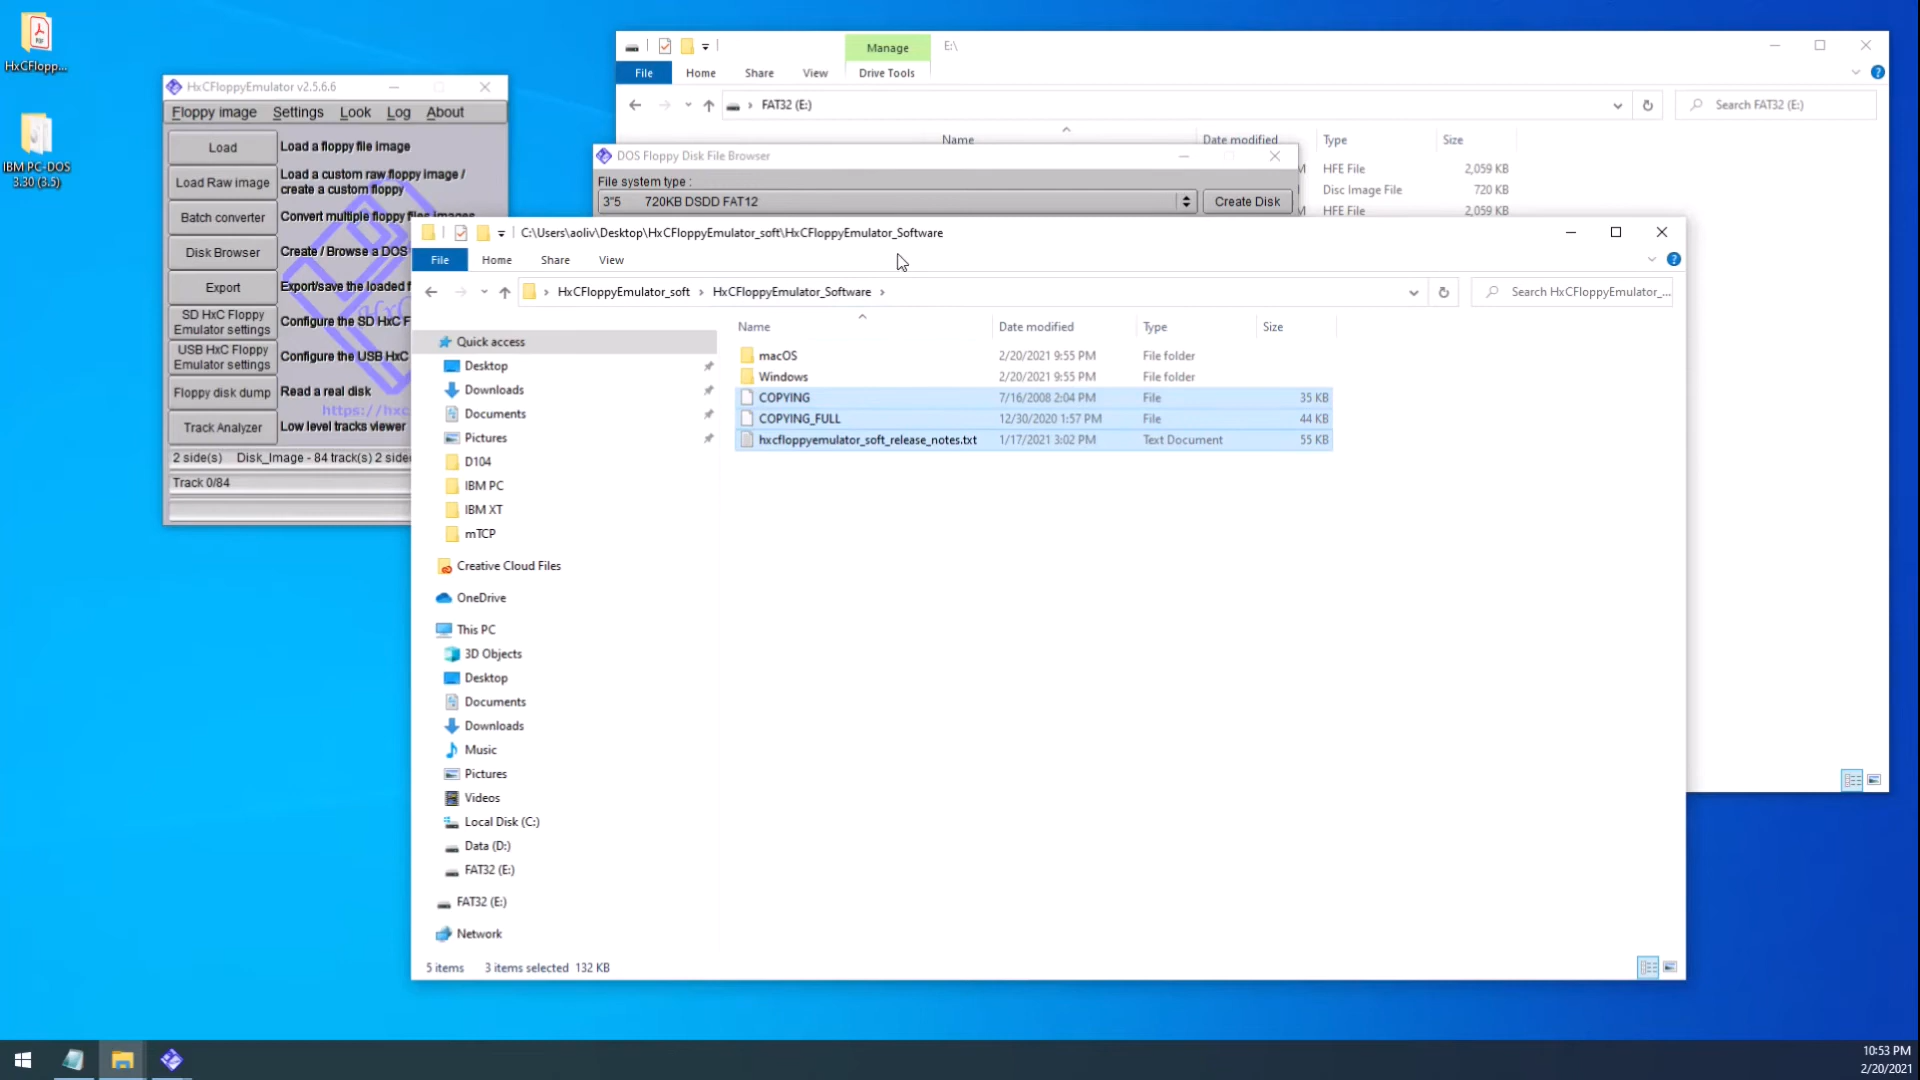 HxCFlopp...
IBM PC-DOS
3.30 (3.5)
HxCFloppyEmulator v2.5.6.6
Floppy image Settings Look Log About
Load Load a floppy file image
Load Raw image Load a custom raw floppy image /
create a custom floppy
Batch converter Convert multiple floppy files images
Disk Browser Create / Browse a DOS
Export Export/save the loaded f
SD HxC Floppy
Emulator settings Configure the SD HxC F
USB HxC Floppy
Emulator settings Configure the USB HxC
Floppy disk dump Read a real disk
https://hxc
Track Analyzer Low level tracks viewer
2 side(s) Disk_Image - 84 track(s) 2 side
Track 0/84
Manage E:\
File Home Share View Drive Tools
FAT32 (E:) Search FAT32 (E:)
Name Date modified Type Size
HFE File 2,059 KB
Disc Image File 720 KB
M HFE File 2,059 KB
DOS Floppy Disk File Browser
File system type :
3"5 720KB DSDD FAT12 Create Disk
C:\Users\aoliv\Desktop\HxCFloppyEmulator_soft\HxCFloppyEmulator_Software
File Home Share View
HxCFloppyEmulator_soft › HxCFloppyEmulator_Software › Search HxCFloppyEmulator_...
Name Date modified Type Size
macOS 2/20/2021 9:55 PM File folder
Windows 2/20/2021 9:55 PM File folder
COPYING 7/16/2008 2:04 PM File 35 KB
COPYING_FULL 12/30/2020 1:57 PM File 44 KB
hxcfloppyemulator_soft_release_notes.txt 1/17/2021 3:02 PM Text Document 55 KB
Quick access
Desktop
Downloads
Documents
Pictures
D104
IBM PC
IBM XT
mTCP
Creative Cloud Files
OneDrive
This PC
3D Objects
Desktop
Documents
Downloads
Music
Pictures
Videos
Local Disk (C:)
Data (D:)
FAT32 (E:)
FAT32 (E:)
Network
5 items 3 items selected 132 KB
10:53 PM
2/20/2021